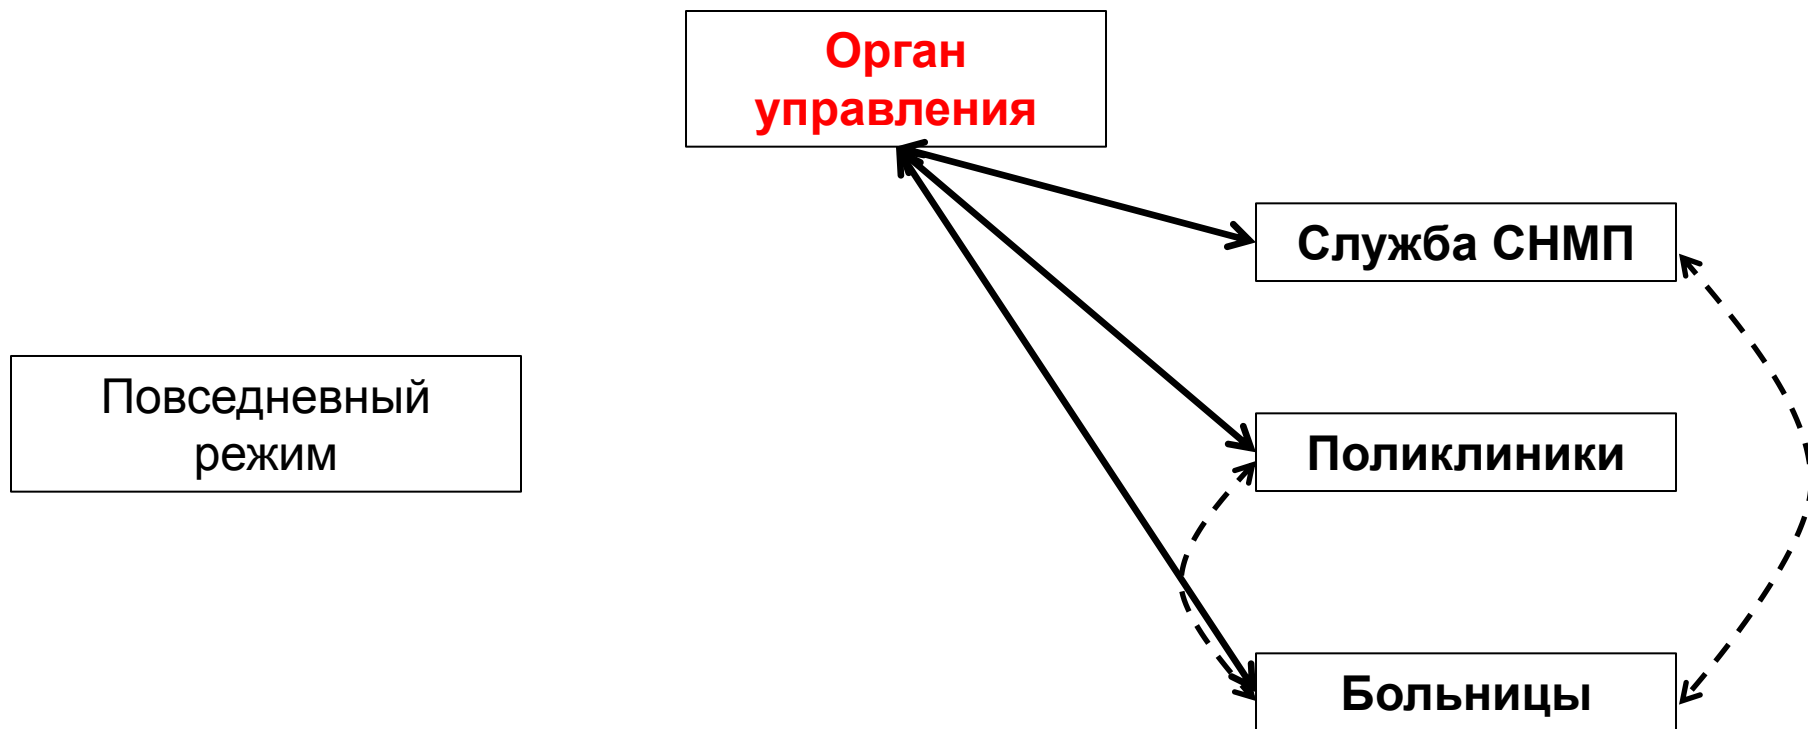 Орган
управления
Служба СНМП
Повседневный
режим
Поликлиники
Больницы